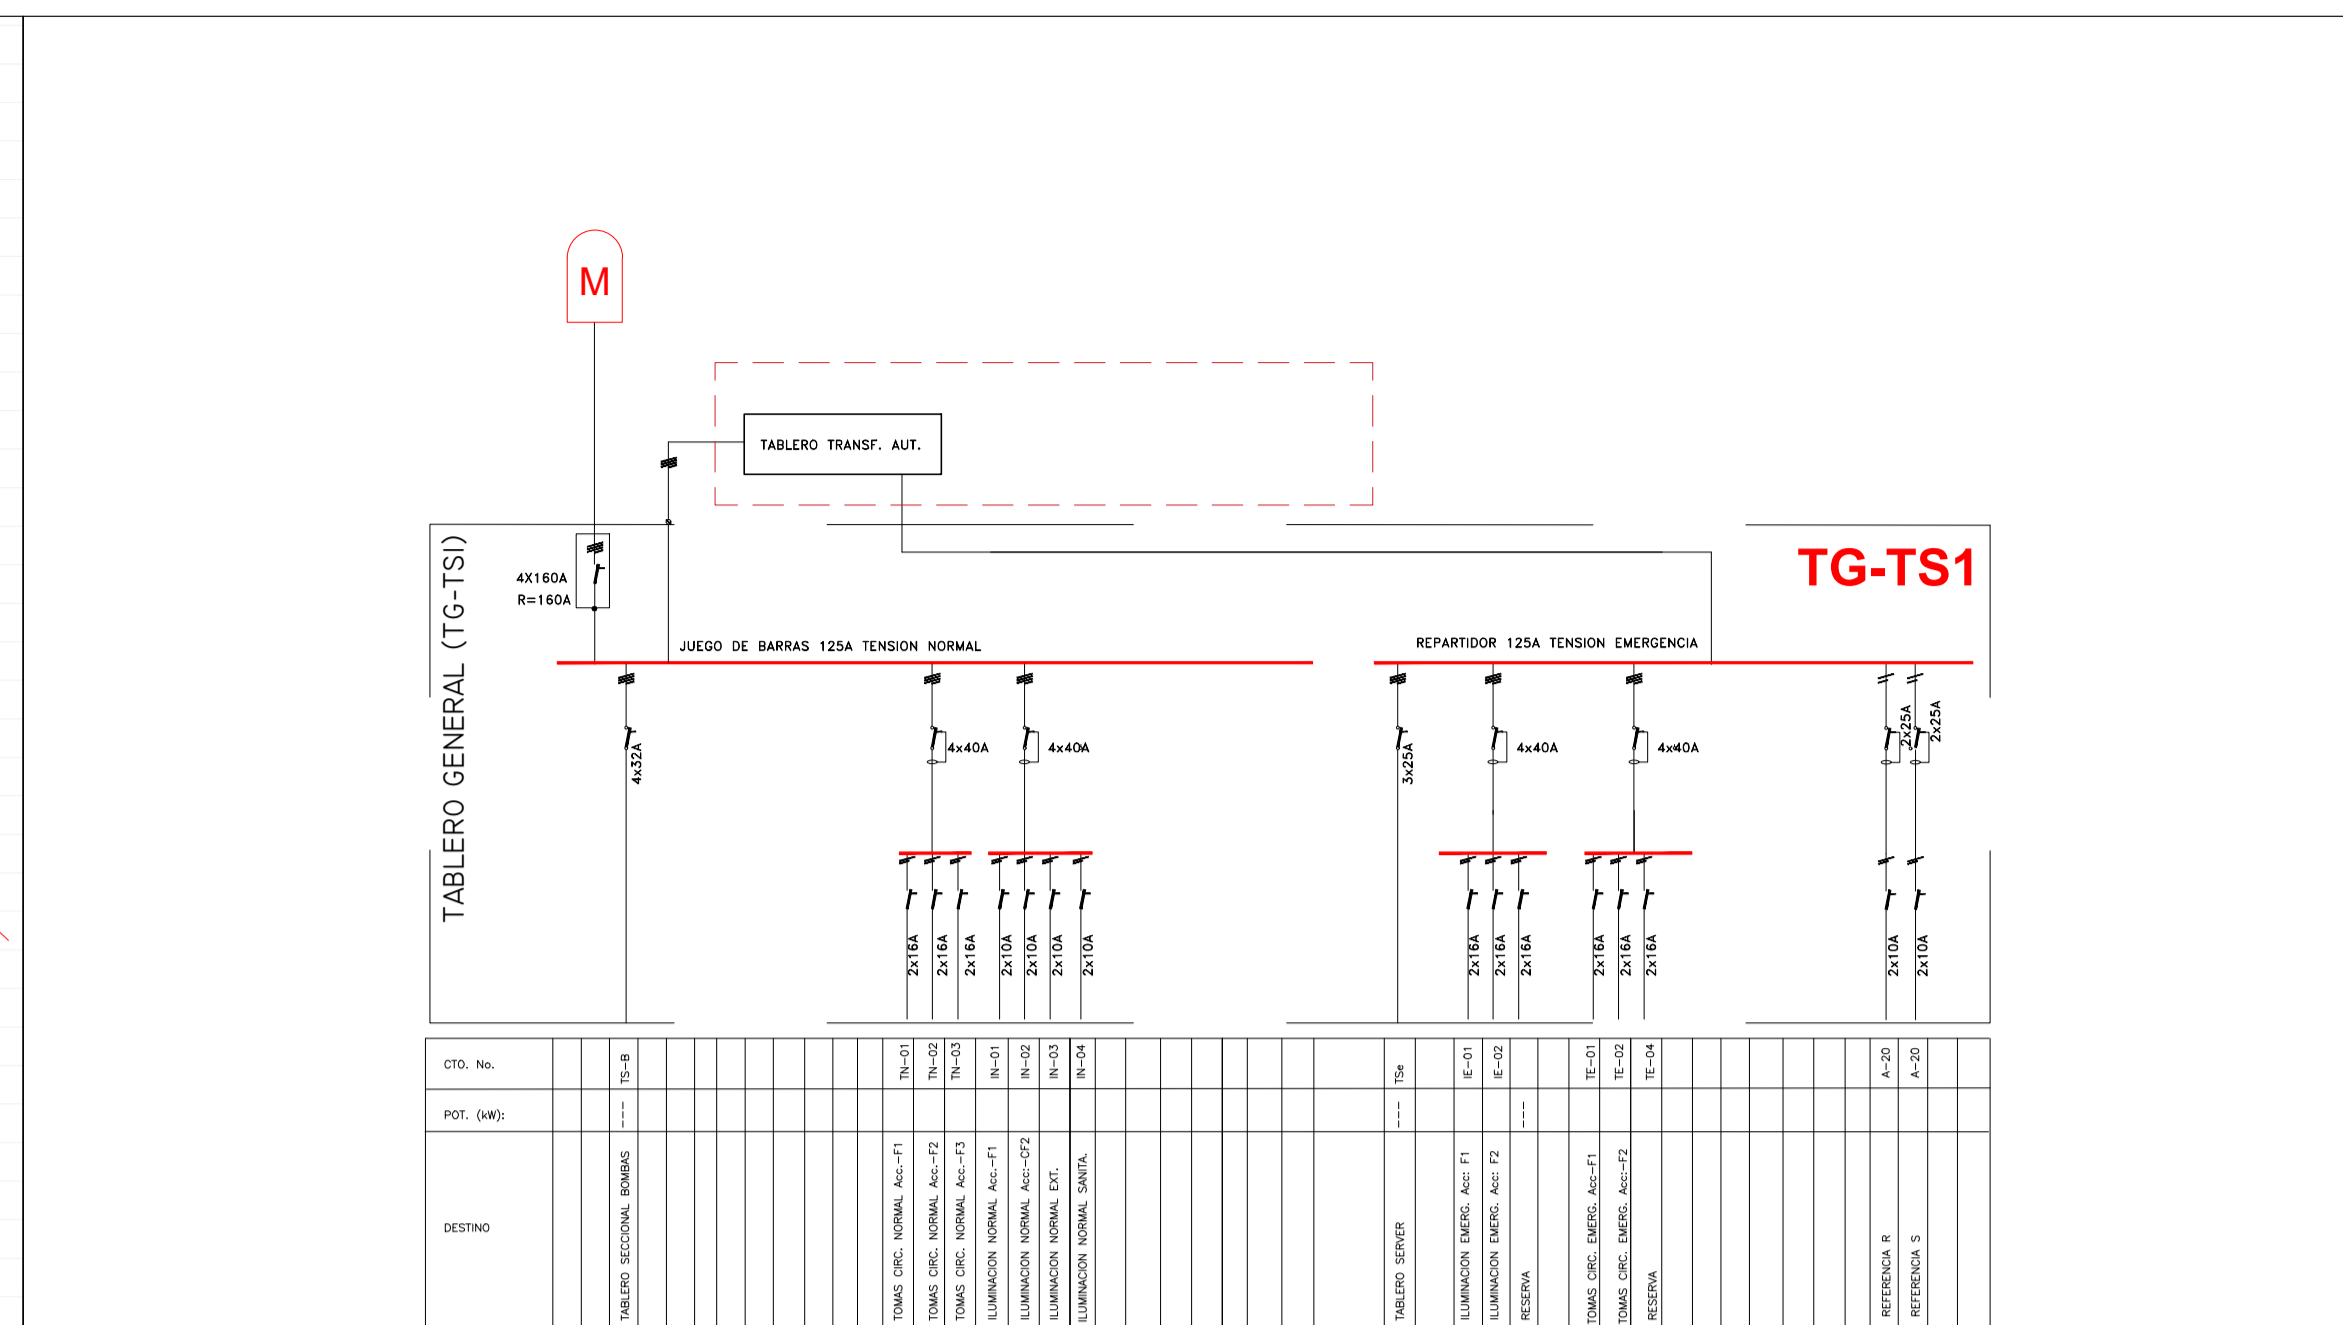 M
TABLERO TRANSF. AUT.
TABLERO GENERAL (TG-TSI)
TG-TS1
4X160A
R=160A
JUEGO DE BARRAS 125A TENSION NORMAL
REPARTIDOR 125A TENSION EMERGENCIA
4x32A
4x40A
4x40A
3x25A
4x40A
4x40A
2x25A
2x25A
2x16A
2x16A
2x16A
2x10A
2x10A
2x10A
2x10A
2x16A
2x16A
2x16A
2x16A
2x16A
2x16A
2x10A
2x10A
CTO. No.
TS-B
TN-01
TN-02
TN-03
IN-01
IN-02
IN-03
IN-04
TSe
IE-01
IE-02
TE-01
TE-02
TE-04
A-20
A-20
POT. (kW):
---
---
---
DESTINO
TABLERO SECCIONAL BOMBAS
TOMAS CIRC. NORMAL Acc.-F1
TOMAS CIRC. NORMAL Acc.-F2
TOMAS CIRC. NORMAL Acc.-F3
ILUMINACION NORMAL Acc.-F1
ILUMINACION NORMAL Acc:-CF2
ILUMINACION NORMAL EXT.
ILUMINACION NORMAL SANITA.
TABLERO SERVER
ILUMINACION EMERG. Acc: F1
ILUMINACION EMERG. Acc: F2
RESERVA
TOMAS CIRC. EMERG. Acc-F1
TOMAS CIRC. EMERG. Acc:-F2
RESERVA
REFERENCIA R
REFERENCIA S